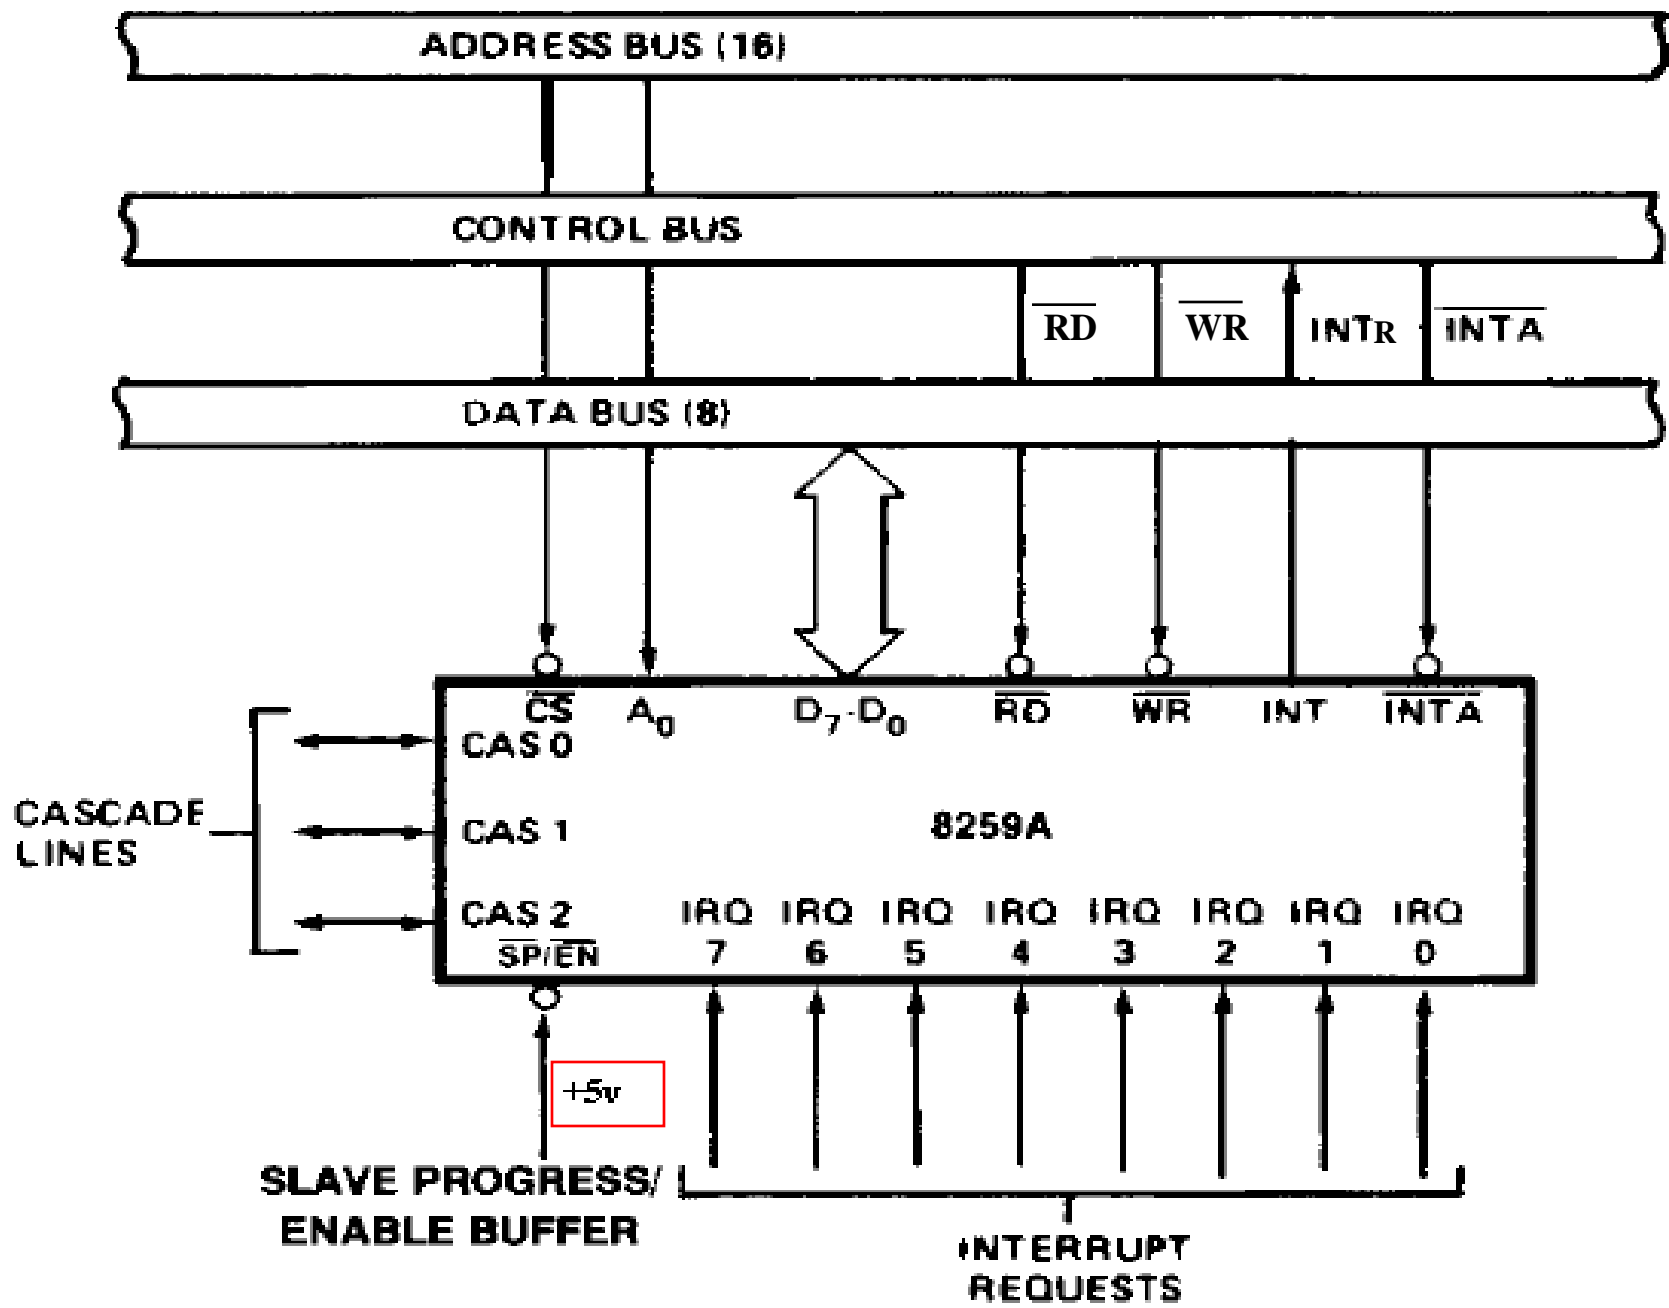 ADDRESS BUS (16)
CONTROL BUS
RD WR INTR INTA
DATA BUS (8)
CS A0 D7-D0 RD WR INT INTA
CAS 0
CASCADE
LINES
CAS 1
8259A
CAS 2
SP/EN
IRQ IRQ IRQ IRQ IRQ IRQ IRQ IRQ
7 6 5 4 3 2 1 0
+5v
SLAVE PROGRESS/
ENABLE BUFFER
INTERRUPT
REQUESTS